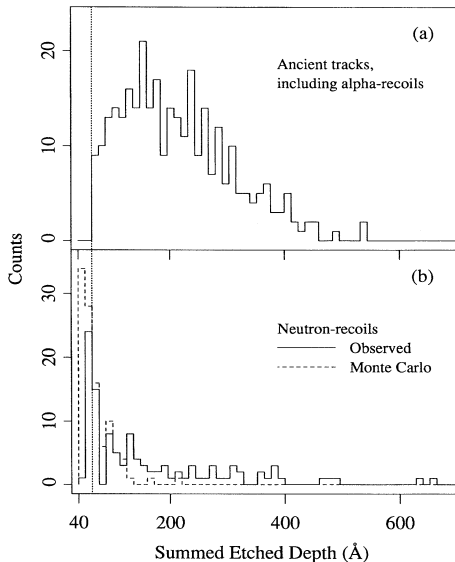 (a)
Ancient tracks,
including alpha-recoils
20
10
0
Counts
(b)
Neutron-recoils
Observed
Monte Carlo
30
20
10
0
40 200 400 600
Summed Etched Depth (Å)